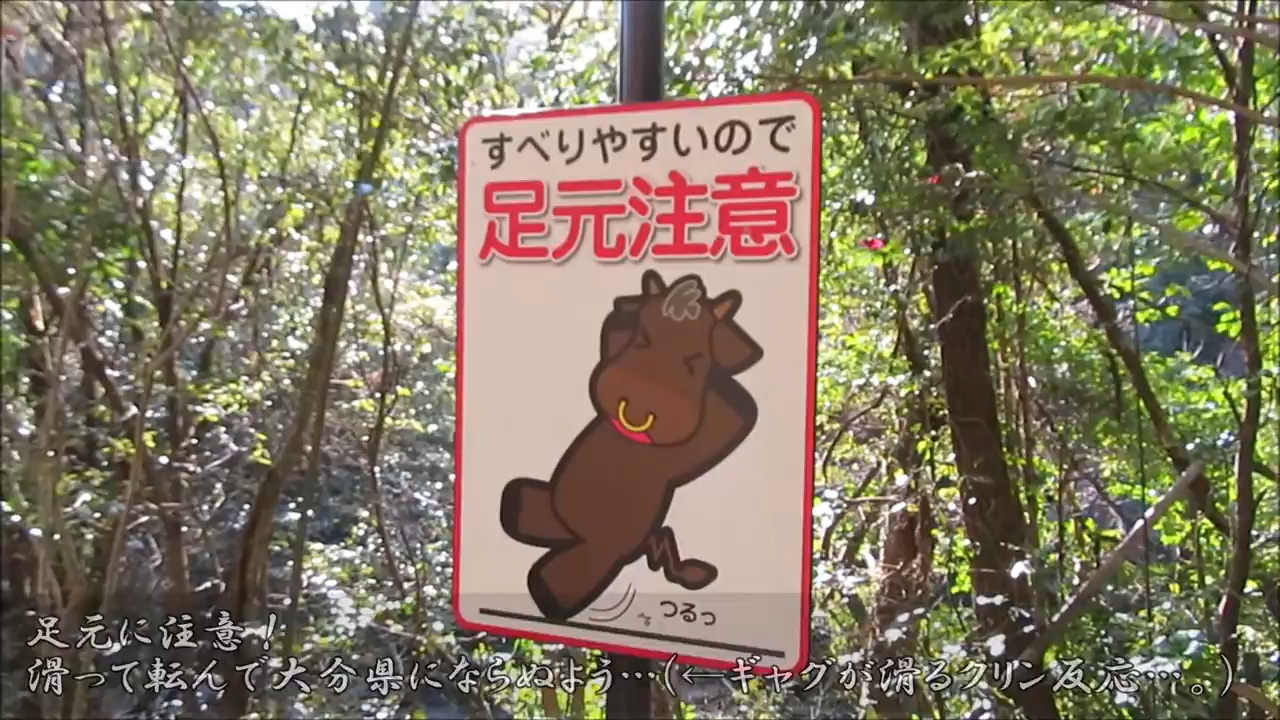 すべりやすいので
足元注意
つるっ
足元に注意！
滑って転んで大分県にならぬよう…(←ギャグが滑るクリン反応…。)